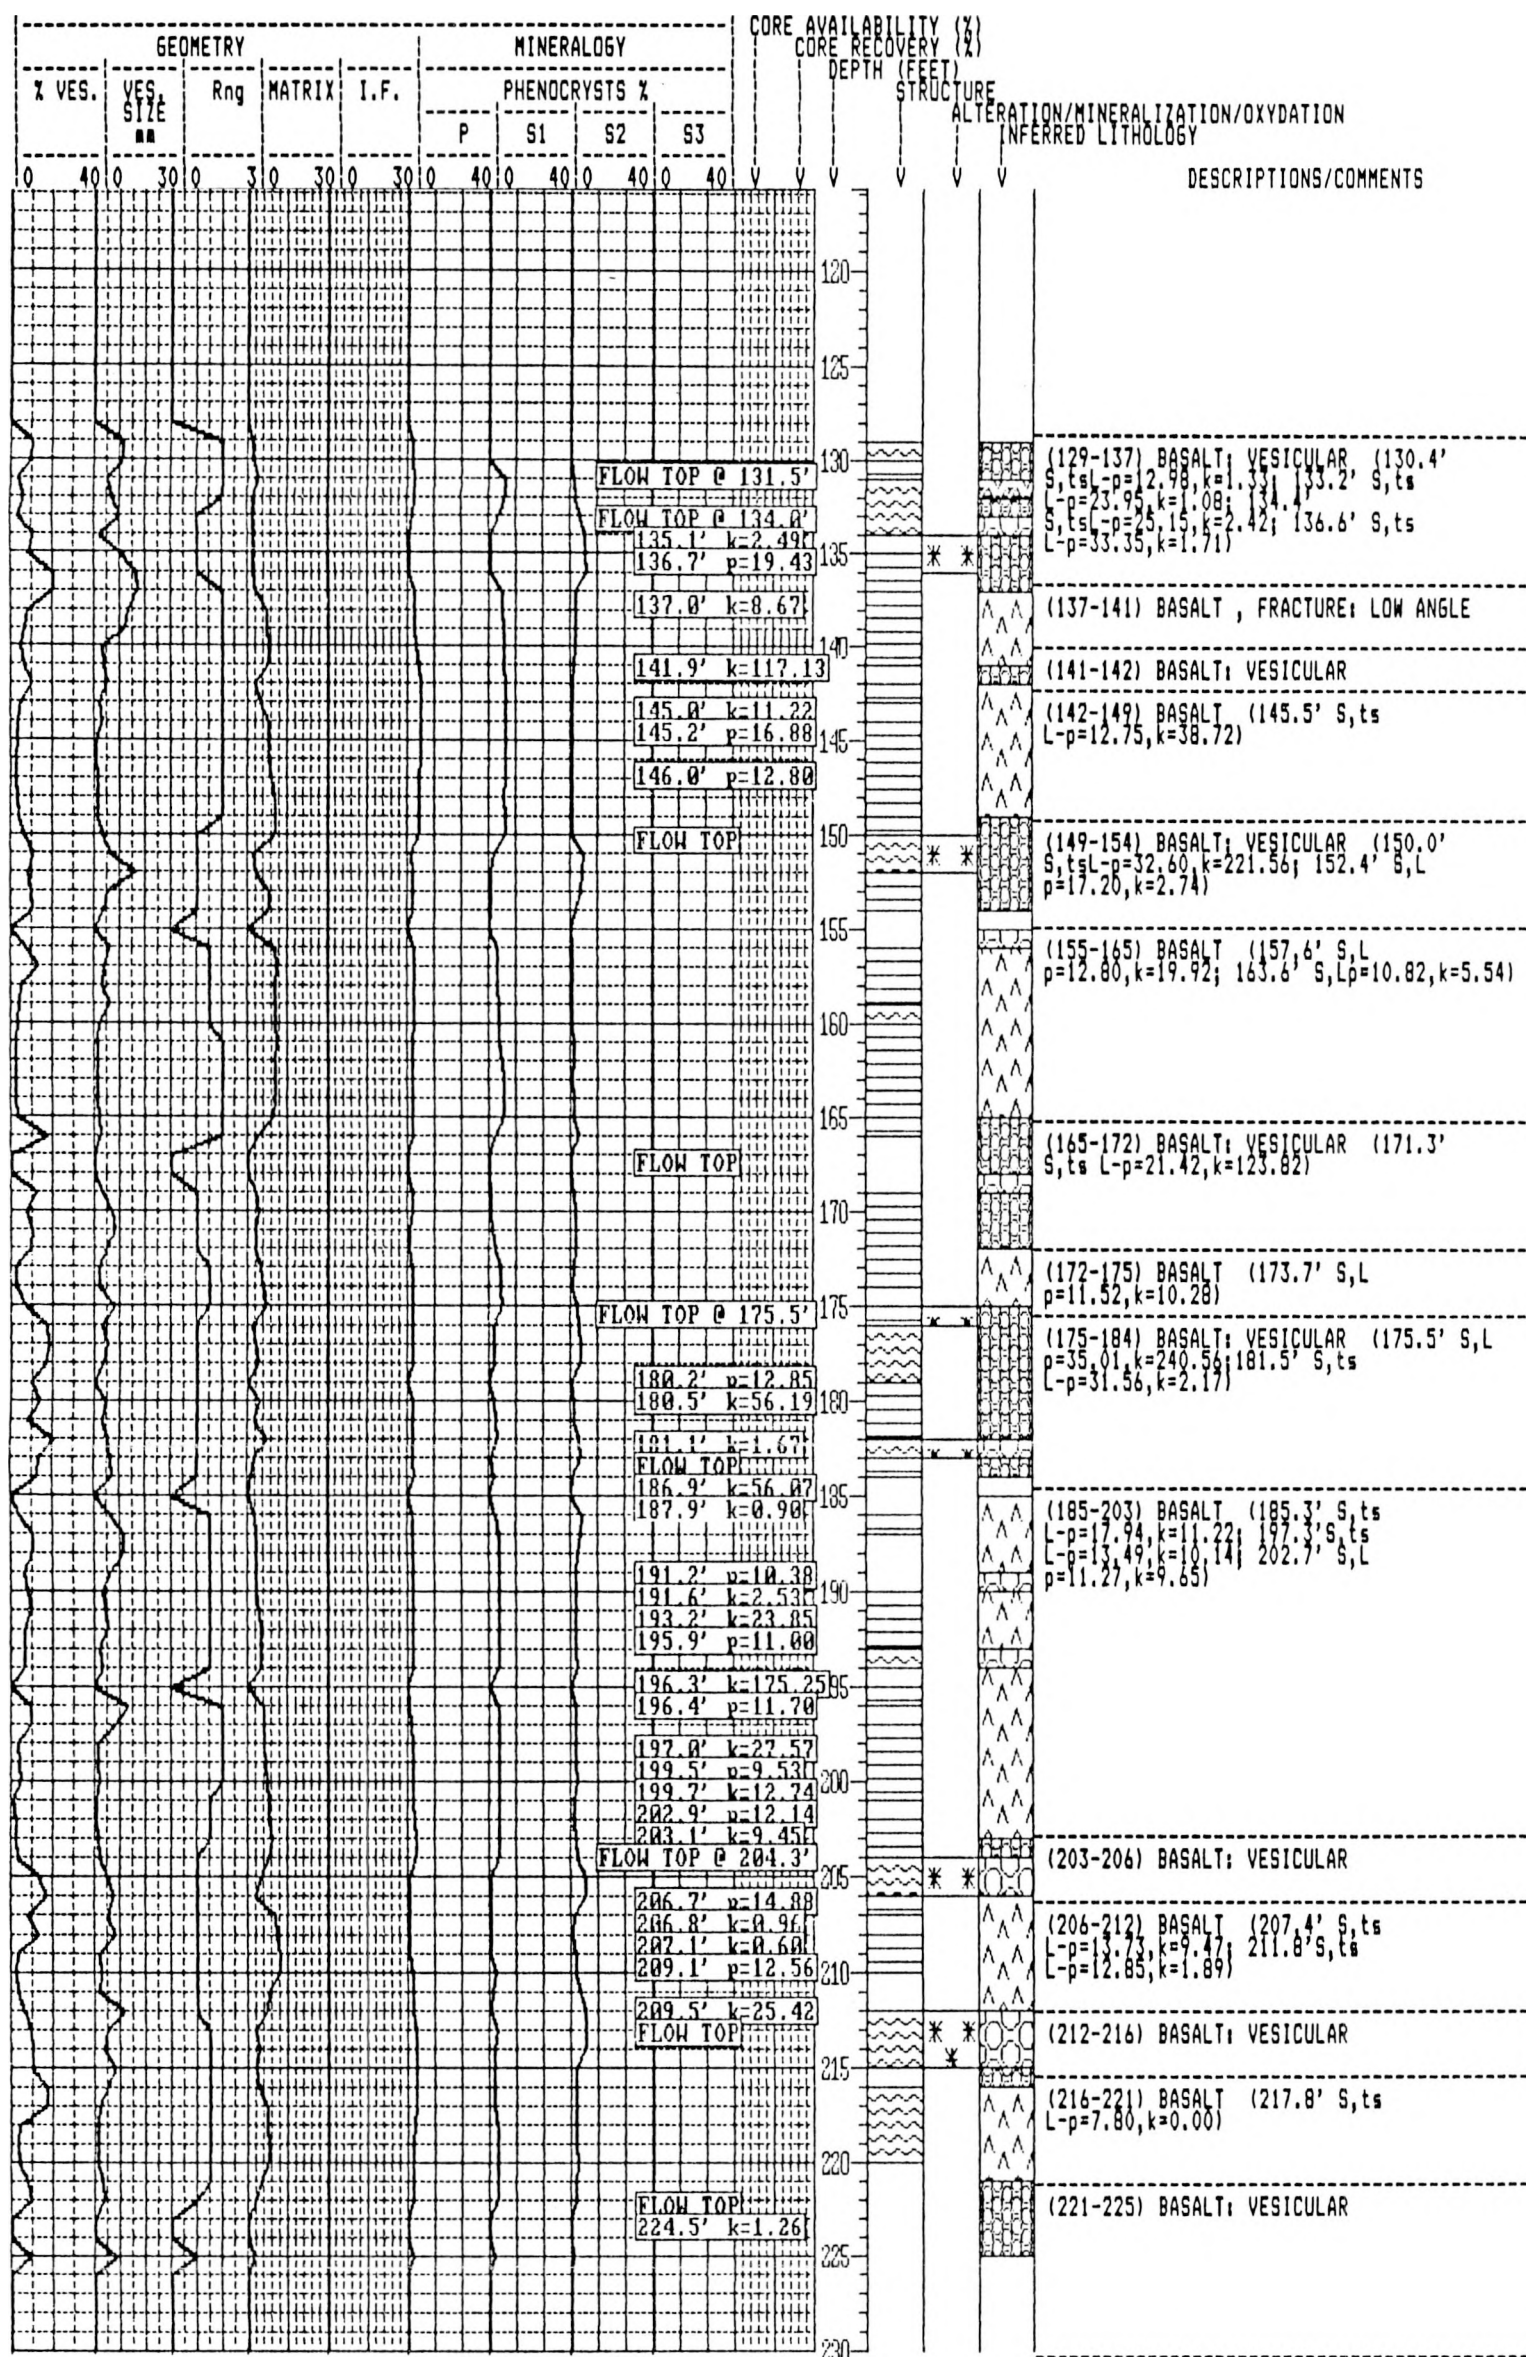 CORE AVAILABILITY (%)
GEOMETRY MINERALOGY CORE RECOVERY (%)
DEPTH (FEET)
% VES. VES. SIZE mm Rng MATRIX I.F. PHENOCRYSTS % STRUCTURE
ALTERATION/MINERALIZATION/OXYDATION
P S1 S2 S3 INFERRED LITHOLOGY
0 40 0 30 0 30 30 0 30 0 40 0 40 0 40 0 40 V V V V V V DESCRIPTIONS/COMMENTS
120
125
130
FLOW TOP @ 131.5'
FLOW TOP @ 134.0'
135.1' k=2.49
136.7' p=19.43
135
137.0' k=8.67
140
141.9' k=117.13
145.0' k=11.22
145.2' p=16.88
145
146.0' p=12.80
150
FLOW TOP
155
160
165
FLOW TOP
170
175
FLOW TOP @ 175.5'
180.2' p=12.85
180.5' k=56.19
180
181.1' k=1.67
FLOW TOP
186.9' k=56.07
185
187.9' k=0.90
191.2' p=10.38
190
191.6' k=2.53
193.2' k=23.85
195.9' p=11.00
196.3' k=175.25
195
196.4' p=11.70
197.0' k=27.57
199.5' p=9.53
200
199.7' k=12.74
202.9' p=12.14
203.1' k=9.45
FLOW TOP @ 204.3'
205
206.7' p=14.88
206.8' k=0.96
207.1' k=0.60
209.1' p=12.56
210
209.5' k=25.42
FLOW TOP
215
220
FLOW TOP
224.5' k=1.26
225
230
(129-137) BASALT: VESICULAR (130.4'
S,tsL-p=12.98,k=1.33; 133.2' S,ts
L-p=23.95,k=1.08; 134.4'
S,tsL-p=25.15,k=2.42; 136.6' S,ts
L-p=33.35,k=1.71)
(137-141) BASALT , FRACTURE: LOW ANGLE
(141-142) BASALT: VESICULAR
(142-149) BASALT (145.5' S,ts
L-p=12.75,k=38.72)
(149-154) BASALT: VESICULAR (150.0'
S,tsL-p=32.60,k=221.56; 152.4' S,L
p=17.20,k=2.74)
(155-165) BASALT (157.6' S,L
p=12.80,k=19.92; 163.6' S,Lp=10.82,k=5.54)
(165-172) BASALT: VESICULAR (171.3'
S,ts L-p=21.42,k=123.82)
(172-175) BASALT (173.7' S,L
p=11.52,k=10.28)
(175-184) BASALT: VESICULAR (175.5' S,L
p=35.01,k=240.56;181.5' S,ts
L-p=31.56,k=2.17)
(185-203) BASALT (185.3' S,ts
L-p=17.94,k=11.22; 197.3'S,ts
L-p=13.49,k=10.14; 202.7' S,L
p=11.27,k=9.65)
(203-206) BASALT: VESICULAR
(206-212) BASALT (207.4' S,ts
L-p=13.73,k=9.47; 211.8'S,ts
L-p=12.85,k=1.89)
(212-216) BASALT: VESICULAR
(216-221) BASALT (217.8' S,ts
L-p=7.80,k=0.00)
(221-225) BASALT: VESICULAR